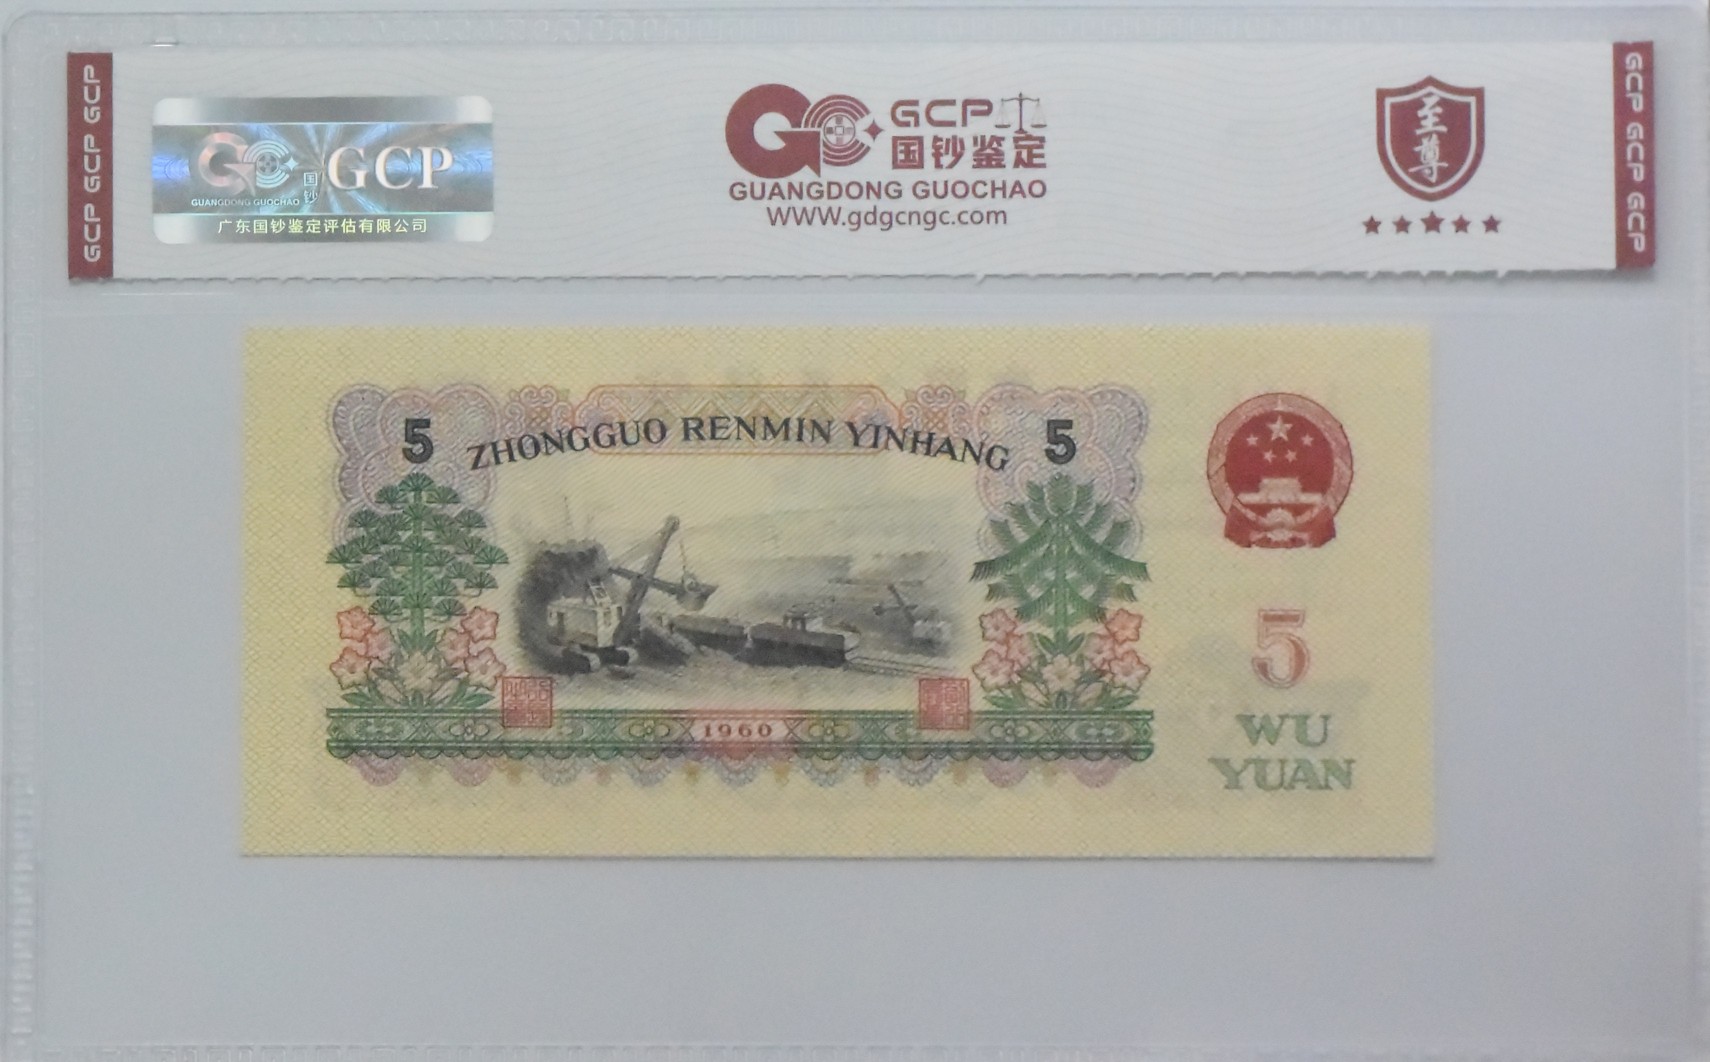 GCP GCP GCP
GCP
国钞
GUANGDONG GUOCHAO
广东国钞鉴定评估有限公司
GCP
国钞鉴定
GUANGDONG GUOCHAO
WWW.gdgcngc.com
至尊
GCP GCP GCP
5
ZHONGGUO RENMIN YINHANG
5
1960
5
WU
YUAN